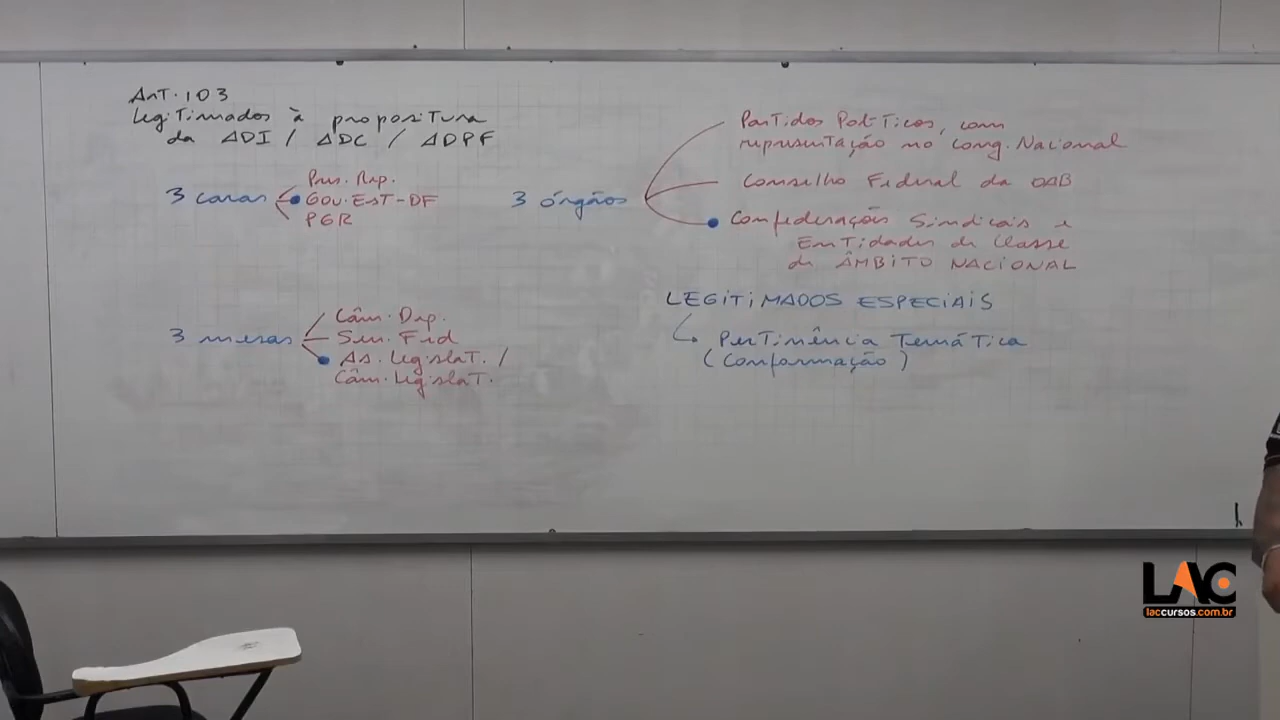 ART. 103
Legitimados à propositura
da ADI / ADC / ADPF
3 caras
Pres. Rep.
GOV. EST - DF
PGR
3 mesas
Câm. Dep.
Sen. Fed
As. Legislat. /
Câm. Legislat.
3 órgãos
Partidos Políticos, com
representação no Cong. Nacional
Conselho Federal da OAB
Confederações Sindicais e
Entidades de Classe
de ÂMBITO NACIONAL
LEGITIMADOS ESPECIAIS
Pertinência Temática
(Conformação)
LAC
laccursos.com.br